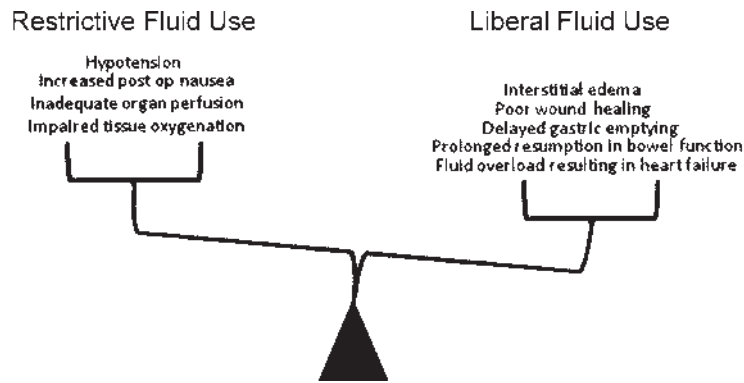 Restrictive Fluid Use
Hypotension
Increased post op nausea
Inadequate organ perfusion
Impaired tissue oxygenation
Liberal Fluid Use
Interstitial edema
Poor wound healing
Delayed gastric emptying
Prolonged resumption in bowel function
Fluid overload resulting in heart failure